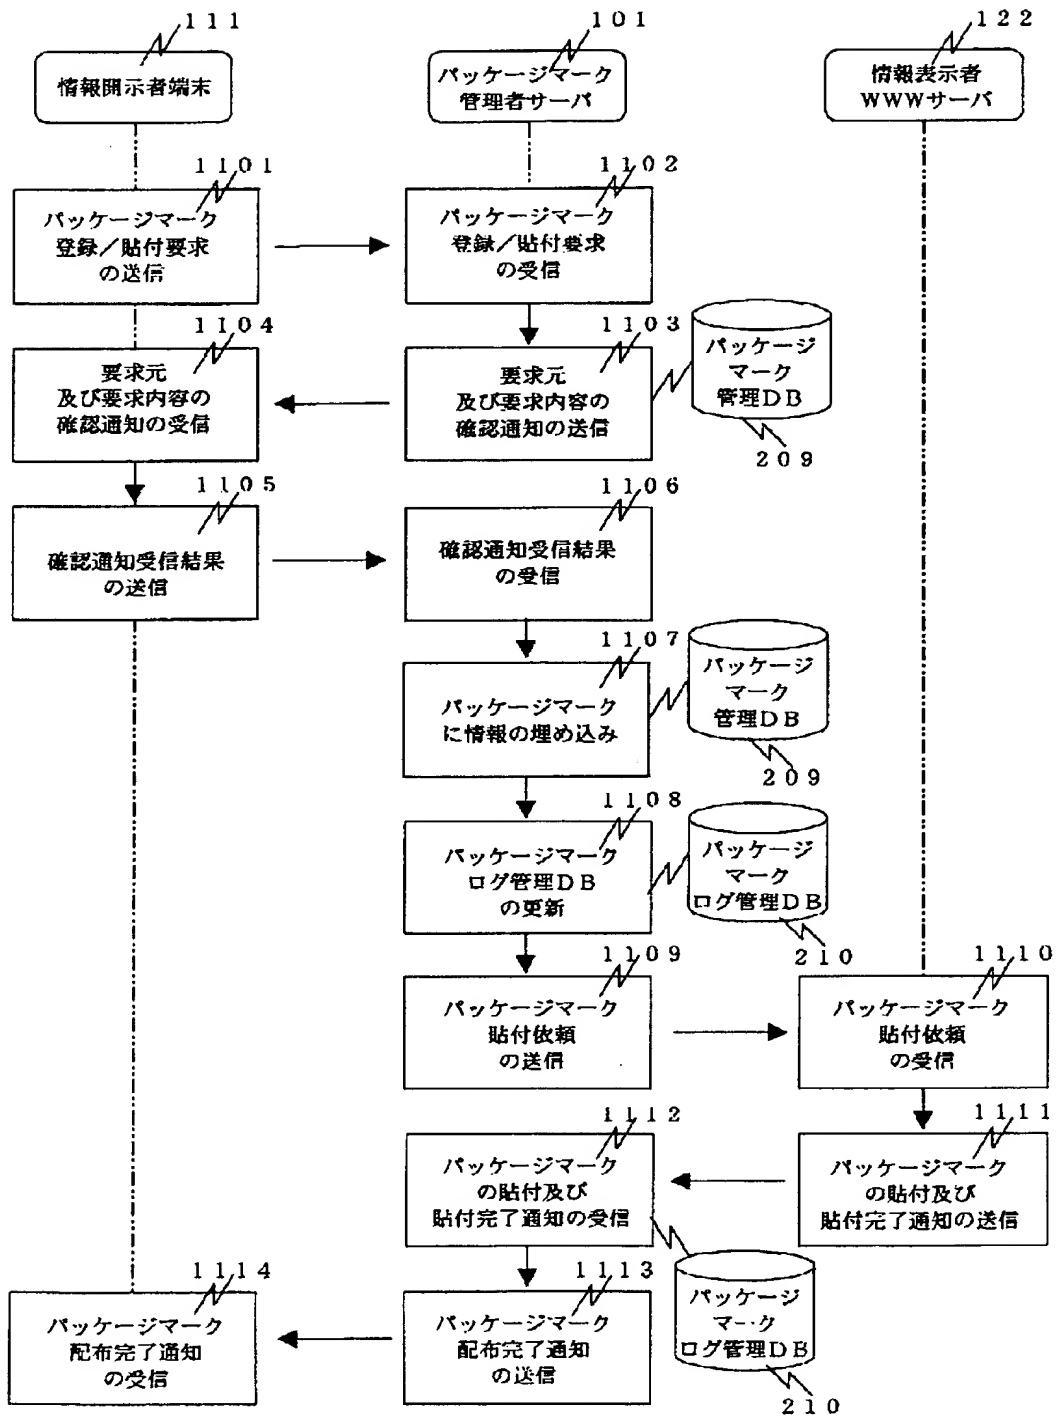 111
情報開示者端末
101
パッケージマーク
管理者サーバ
122
情報表示者
WWWサーバ
1101
パッケージマーク
登録/貼付要求
の送信
1102
パッケージマーク
登録/貼付要求
の受信
1104
要求元
及び要求内容の
確認通知の受信
1103
要求元
及び要求内容の
確認通知の送信
パッケージ
マーク
管理DB
209
1105
確認通知受信結果
の送信
1106
確認通知受信結果
の受信
1107
パッケージマーク
に情報の埋め込み
パッケージ
マーク
管理DB
209
1108
パッケージマーク
ログ管理DB
の更新
パッケージ
マーク
ログ管理DB
210
1109
パッケージマーク
貼付依頼
の送信
1110
パッケージマーク
貼付依頼
の受信
1112
パッケージマーク
の貼付及び
貼付完了通知の受信
1111
パッケージマーク
の貼付及び
貼付完了通知の送信
1114
パッケージマーク
配布完了通知
の受信
1113
パッケージマーク
配布完了通知
の送信
パッケージ
マーク
ログ管理DB
210